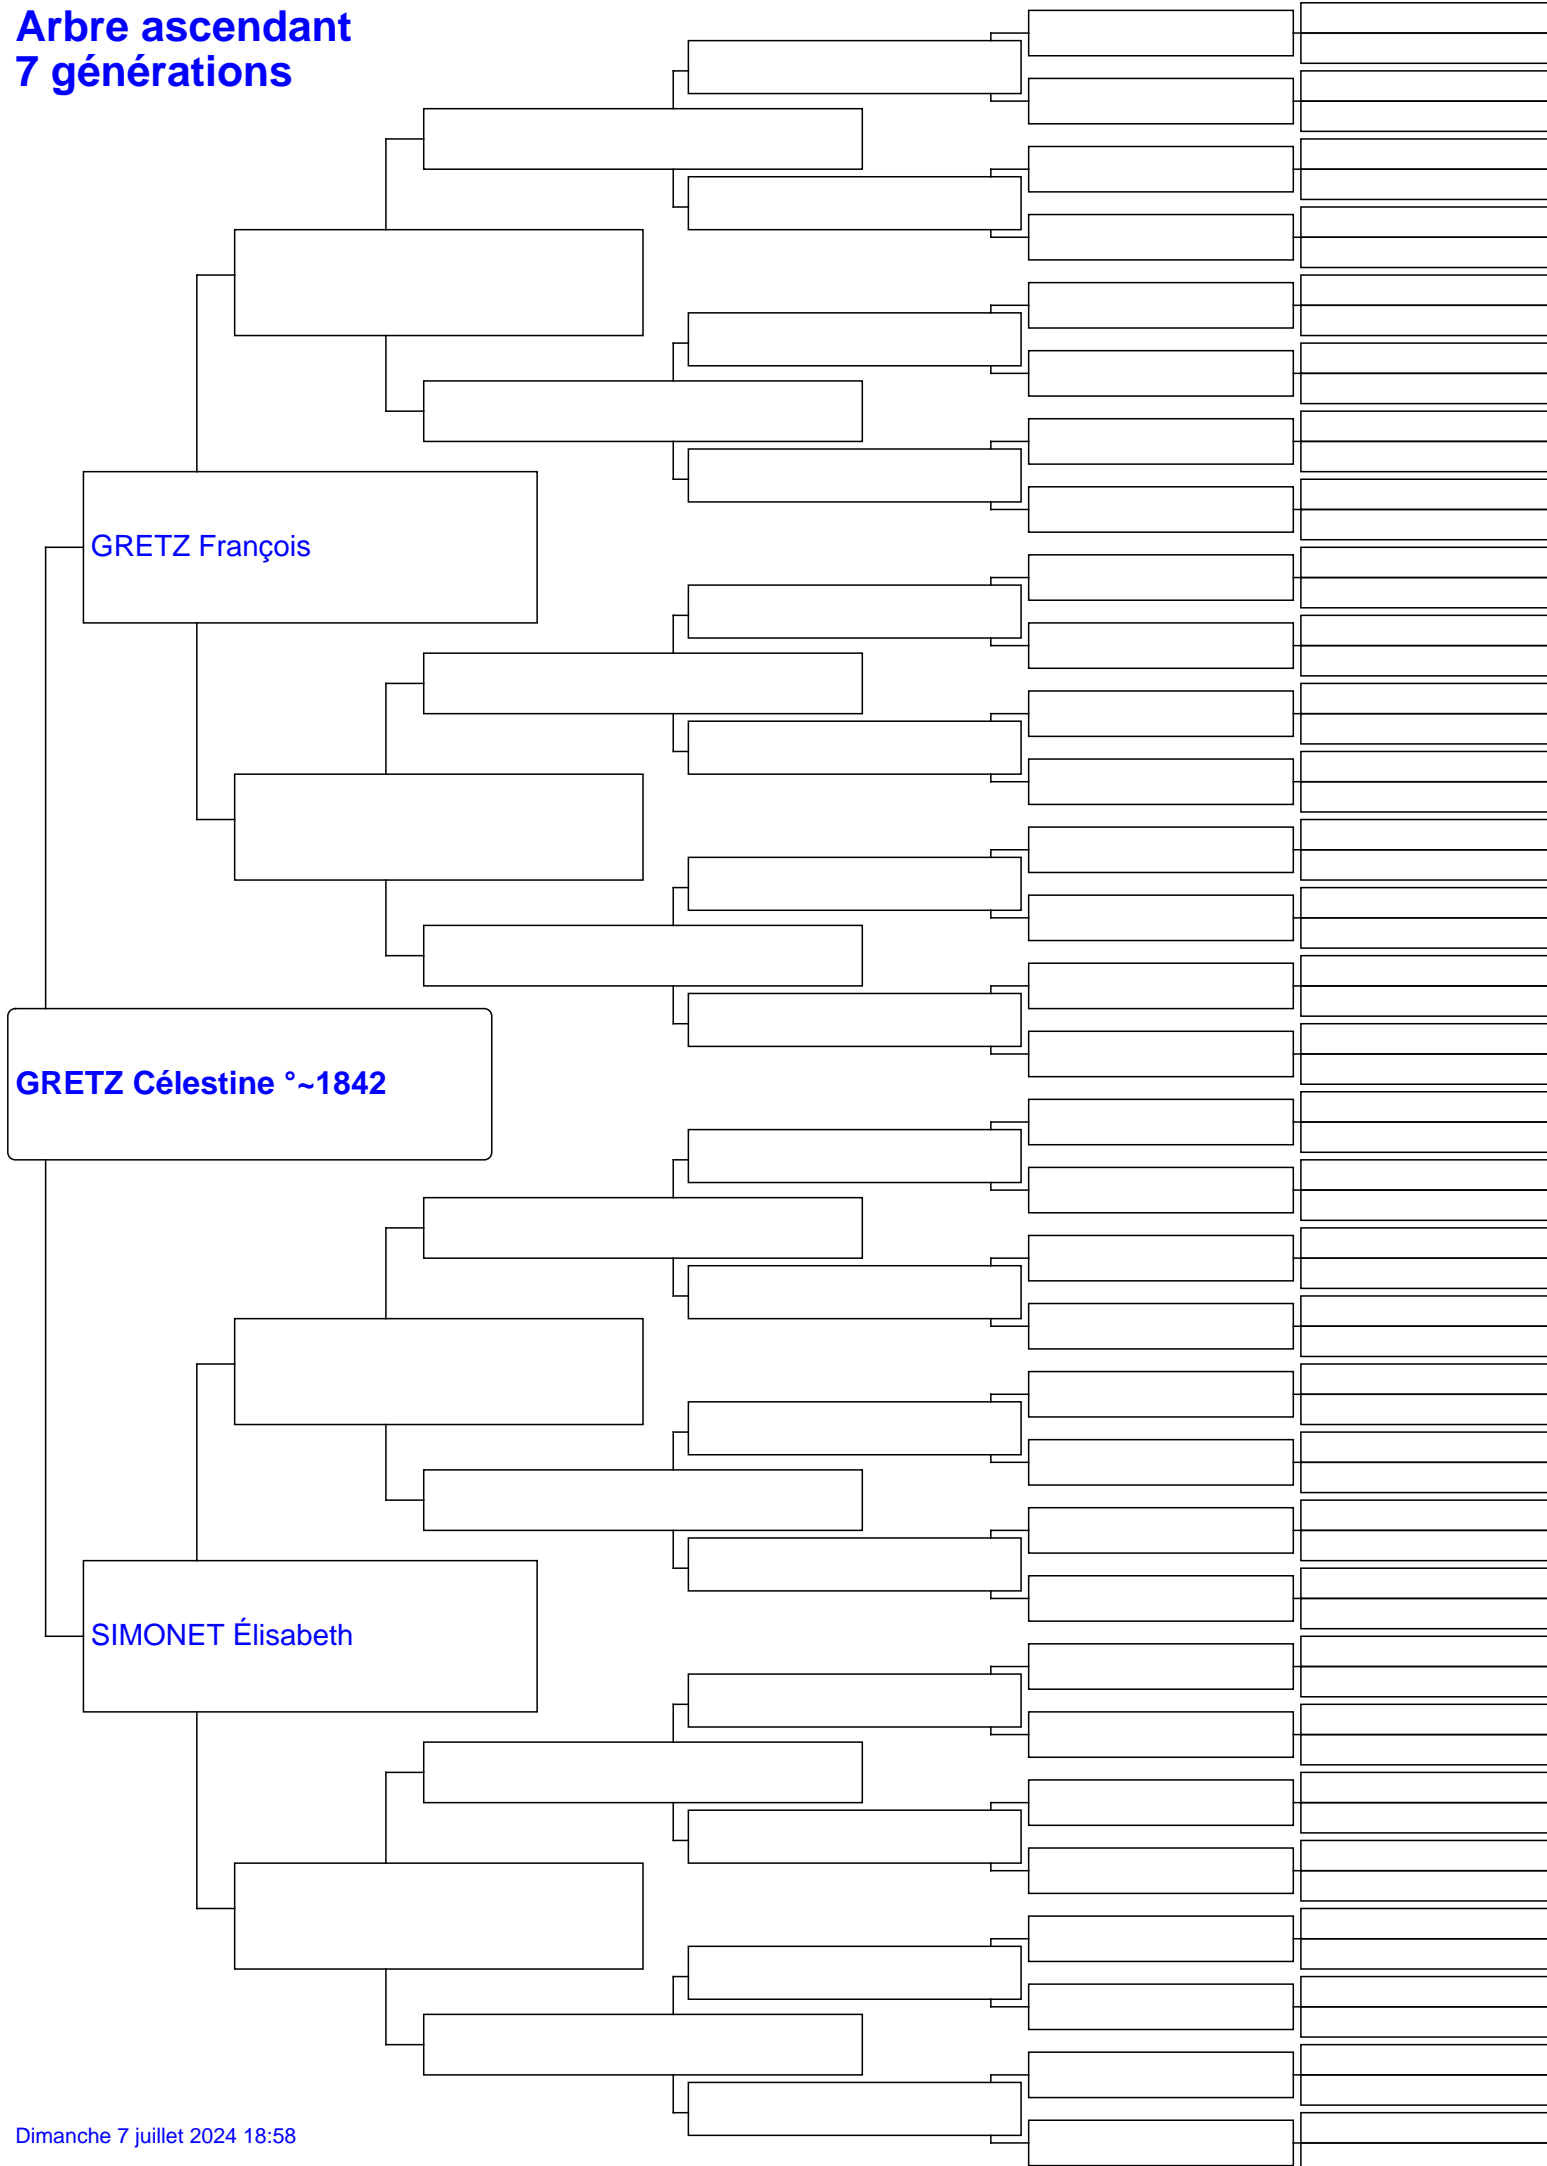 Arbre ascendant
7 générations
GRETZ François
GRETZ Célestine °~1842
SIMONET Élisabeth
Dimanche 7 juillet 2024 18:58